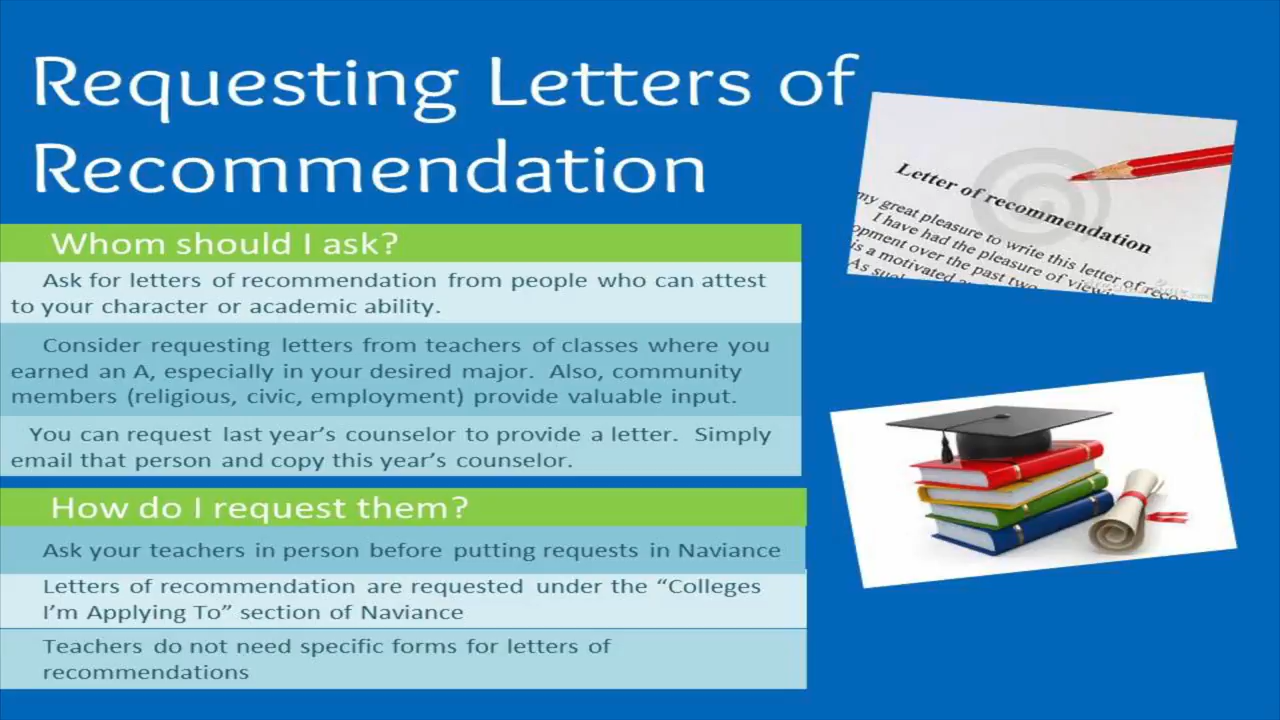 Requesting Letters of
Recommendation
Whom should I ask?
Ask for letters of recommendation from people who can attest
to your character or academic ability.
Consider requesting letters from teachers of classes where you
earned an A, especially in your desired major.  Also, community
members (religious, civic, employment) provide valuable input.
You can request last year’s counselor to provide a letter.  Simply
email that person and copy this year’s counselor.
How do I request them?
Ask your teachers in person before putting requests in Naviance
Letters of recommendation are requested under the “Colleges
I’m Applying To” section of Naviance
Teachers do not need specific forms for letters of
recommendations
Letter of recommendation
my great pleasure to write this letter of
I have had the pleasure of
opment over the past two
is a motivated
As